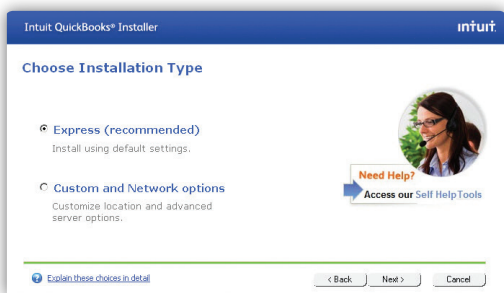 Intuit QuickBooks® Installer
ıntuıt.
Choose Installation Type
Express (recommended)
Install using default settings.
Custom and Network options
Customize location and advanced
server options.
Need Help?
Access our Self Help Tools
Explain these choices in detail
< Back
Next >
Cancel